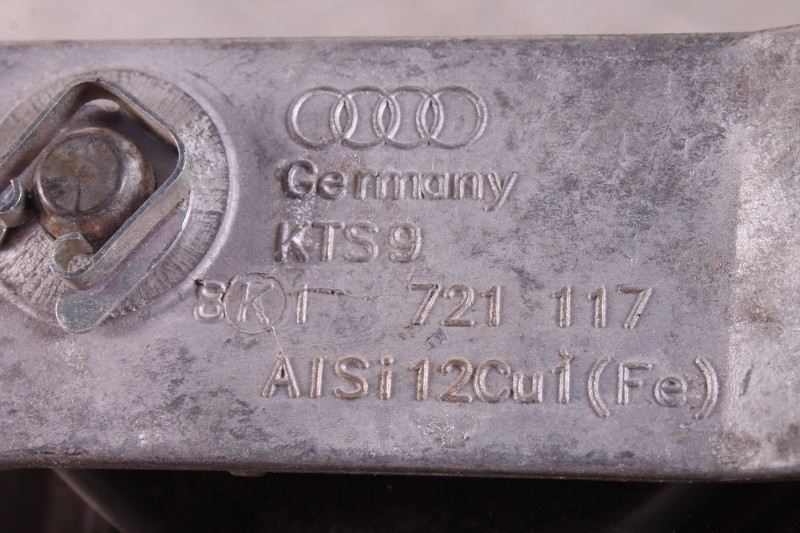 Germany
KTS9
8K1 721 117
AlSi12Cu1(Fe)